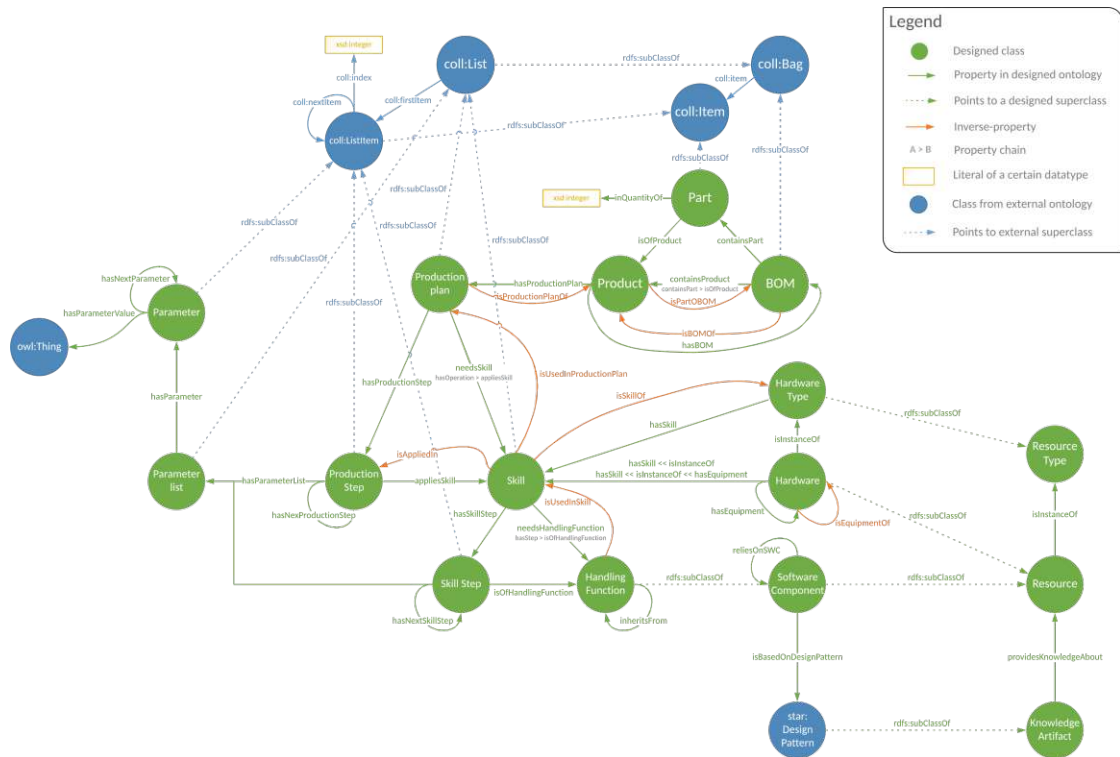 Legend
Designed class
Property in designed ontology
Points to a designed superclass
Inverse-property
A > B Property chain
Literal of a certain datatype
Class from external ontology
Points to external superclass
xsd:integer
coll:List
rdfs:subClassOf
coll:Bag
coll:index
coll:nextItem
coll:firstItem
coll:item
coll:ListItem
rdfs:subClassOf
coll:Item
rdfs:subClassOf
rdfs:subClassOf
rdfs:subClassOf
rdfs:subClassOf
rdfs:subClassOf
rdfs:subClassOf
rdfs:subClassOf
rdfs:subClassOf
xsd:integer
inQuantityOf
Part
isOfProduct
containsPart
Production
plan
hasProductionPlan
isProductionPlanOf
Product
containsProduct
containsPart > isOfProduct
isPartOBOM
BOM
isBOMOf
hasBOM
hasNextParameter
Parameter
hasParameterValue
owl:Thing
hasParameter
needsSkill
hasOperation > appliesSkill
hasProductionStep
isUsedInProductionPlan
isSkillOf
Hardware
Type
rdfs:subClassOf
hasSkill
isInstanceOf
Resource
Type
Parameter
list
hasParameterList
Production
Step
isAppliedIn
appliesSkill
Skill
hasSkill << isInstanceOf
hasSkill << isInstanceOf << hasEquipment
Hardware
hasNexProductionStep
isUsedInSkill
hasEquipment
isEquipmentOf
rdfs:subClassOf
isInstanceOf
hasSkillStep
needsHandlingFunction
hasStep > isOfHandlingFunction
reliesOnSWC
Skill Step
isOfHandlingFunction
Handling
Function
rdfs:subClassOf
Software
Component
rdfs:subClassOf
Resource
hasNextSkillStep
inheritsFrom
isBasedOnDesignPattern
providesKnowledgeAbout
star:
Design
Pattern
rdfs:subClassOf
Knowledge
Artifact